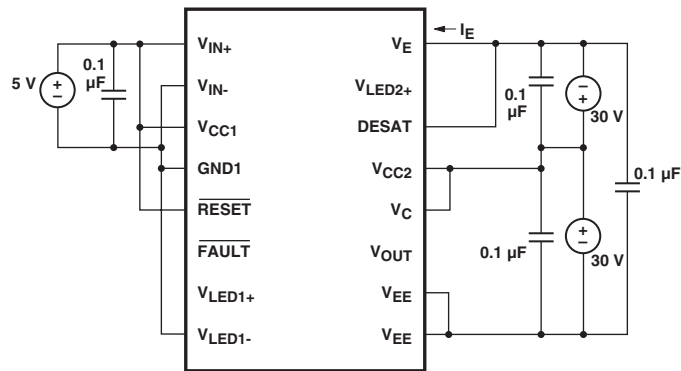 V_IN+
V_IN-
V_CC1
GND1
RESET
FAULT
V_LED1+
V_LED1-
V_E
V_LED2+
DESAT
V_CC2
V_C
V_OUT
V_EE
V_EE
I_E
5 V
0.1
µF
+
−
0.1
µF
−
+
30 V
0.1 µF
0.1 µF
+
−
30 V